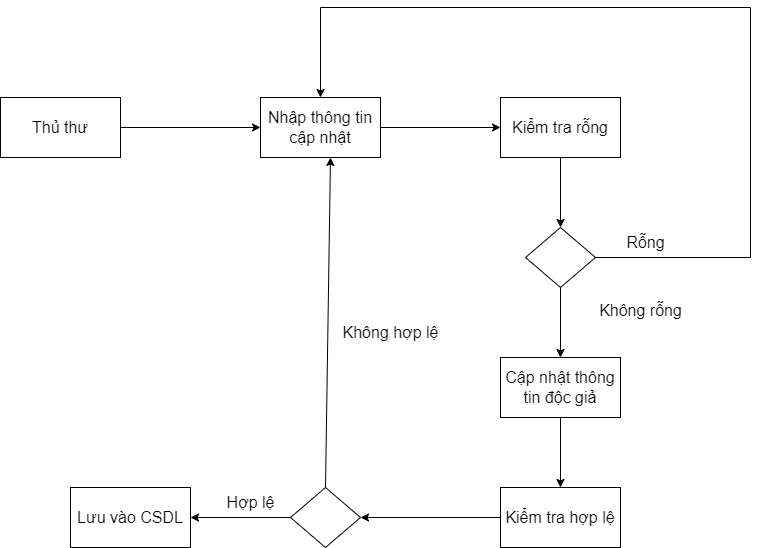 Thủ thư
Nhập thông tin
cập nhật
Kiểm tra rỗng
Rỗng
Không rỗng
Không hợp lệ
Cập nhật thông
tin độc giả
Hợp lệ
Lưu vào CSDL
Kiểm tra hợp lệ